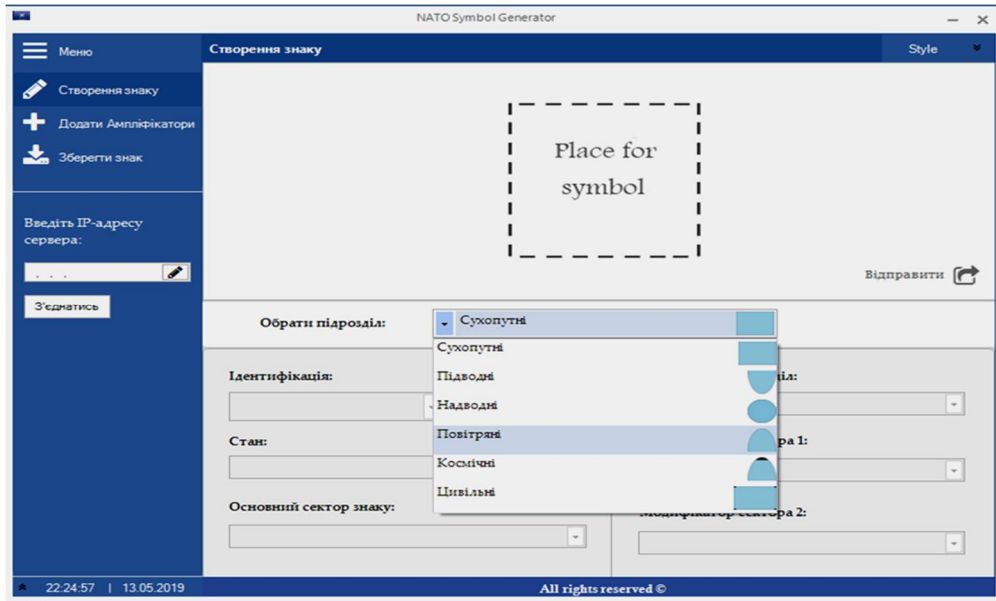 NATO Symbol Generator
Меню
Створення знаку
Style
Створення знаку
Додати Ампліфікатори
Зберегти знак
Place for
symbol
Введіть IP-адресу
сервера:
. . .
З'єднатись
Відправити
Обрати підрозділ:
Сухопутні
Сухопутні
Підводні
Надводні
Повітряні
Космічні
Цивільні
Ідентифікація:
Стан:
Основний сектор знаку:
сектора 2:
22:24:57 | 13.05.2019
All rights reserved ©